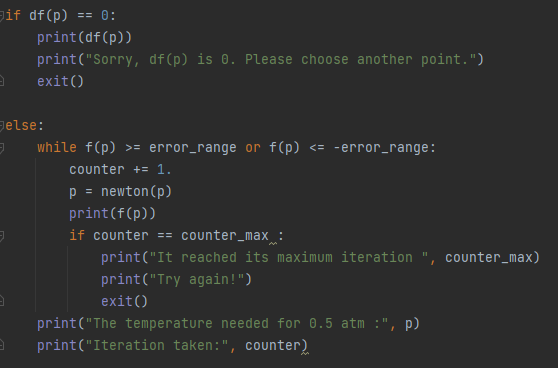 if df(p) == 0:
    print(df(p))
    print("Sorry, df(p) is 0. Please choose another point.")
    exit()

else:
    while f(p) >= error_range or f(p) <= -error_range:
        counter += 1.
        p = newton(p)
        print(f(p))
        if counter == counter_max :
            print("It reached its maximum iteration ", counter_max)
            print("Try again!")
            exit()
    print("The temperature needed for 0.5 atm :", p)
    print("Iteration taken:", counter)